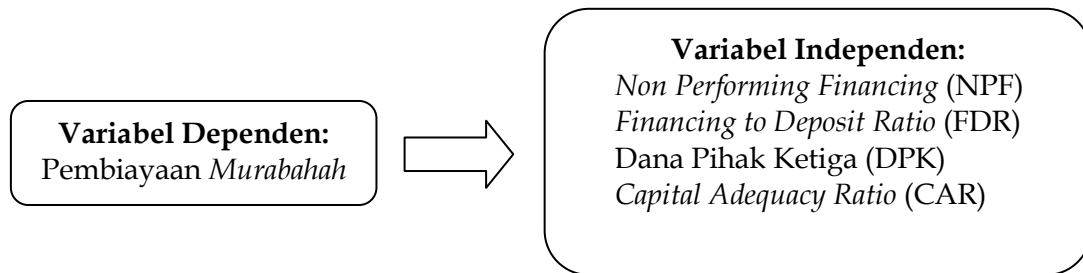 Variabel Dependen:
Pembiayaan Murabahah
Variabel Independen:
Non Performing Financing (NPF)
Financing to Deposit Ratio (FDR)
Dana Pihak Ketiga (DPK)
Capital Adequacy Ratio (CAR)